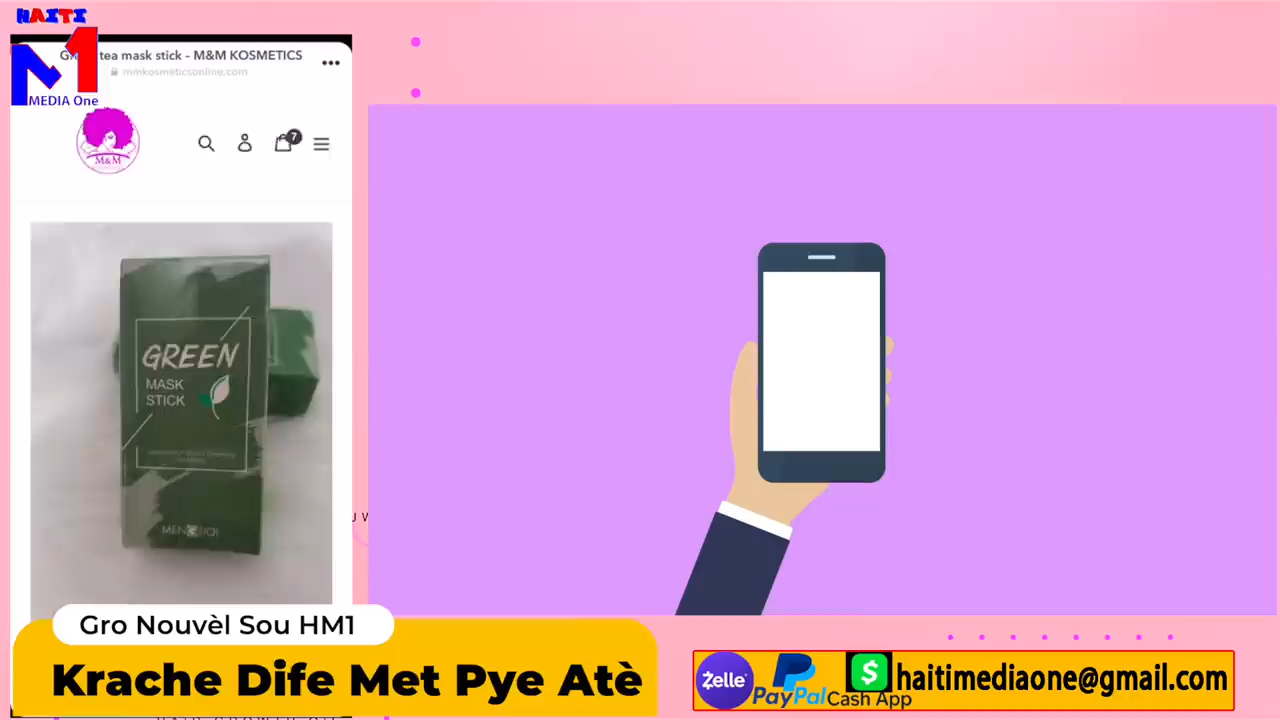 HAITI
M1
MEDIA One
tea mask stick - M&M KOSMETICS
mmkosmeticsonline.com
7
M&M
GREEN
MASK
STICK
Gro Nouvèl Sou HM1
Krache Dife Met Pye Atè
Zelle
PayPal
$
Cash App
haitimediaone@gmail.com